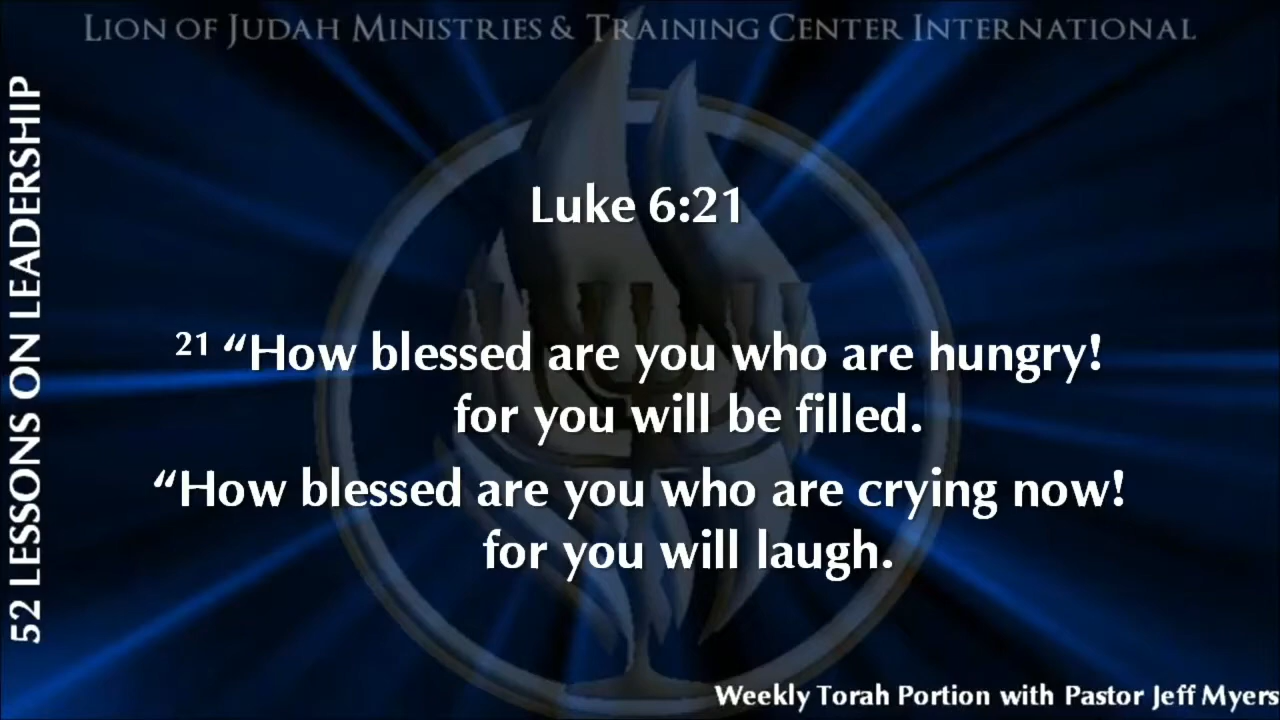 LION OF JUDAH MINISTRIES & TRAINING CENTER INTERNATIONAL
52 LESSONS ON LEADERSHIP
Luke 6:21
21 “How blessed are you who are hungry!
for you will be filled.
“How blessed are you who are crying now!
for you will laugh.
Weekly Torah Portion with Pastor Jeff Myers